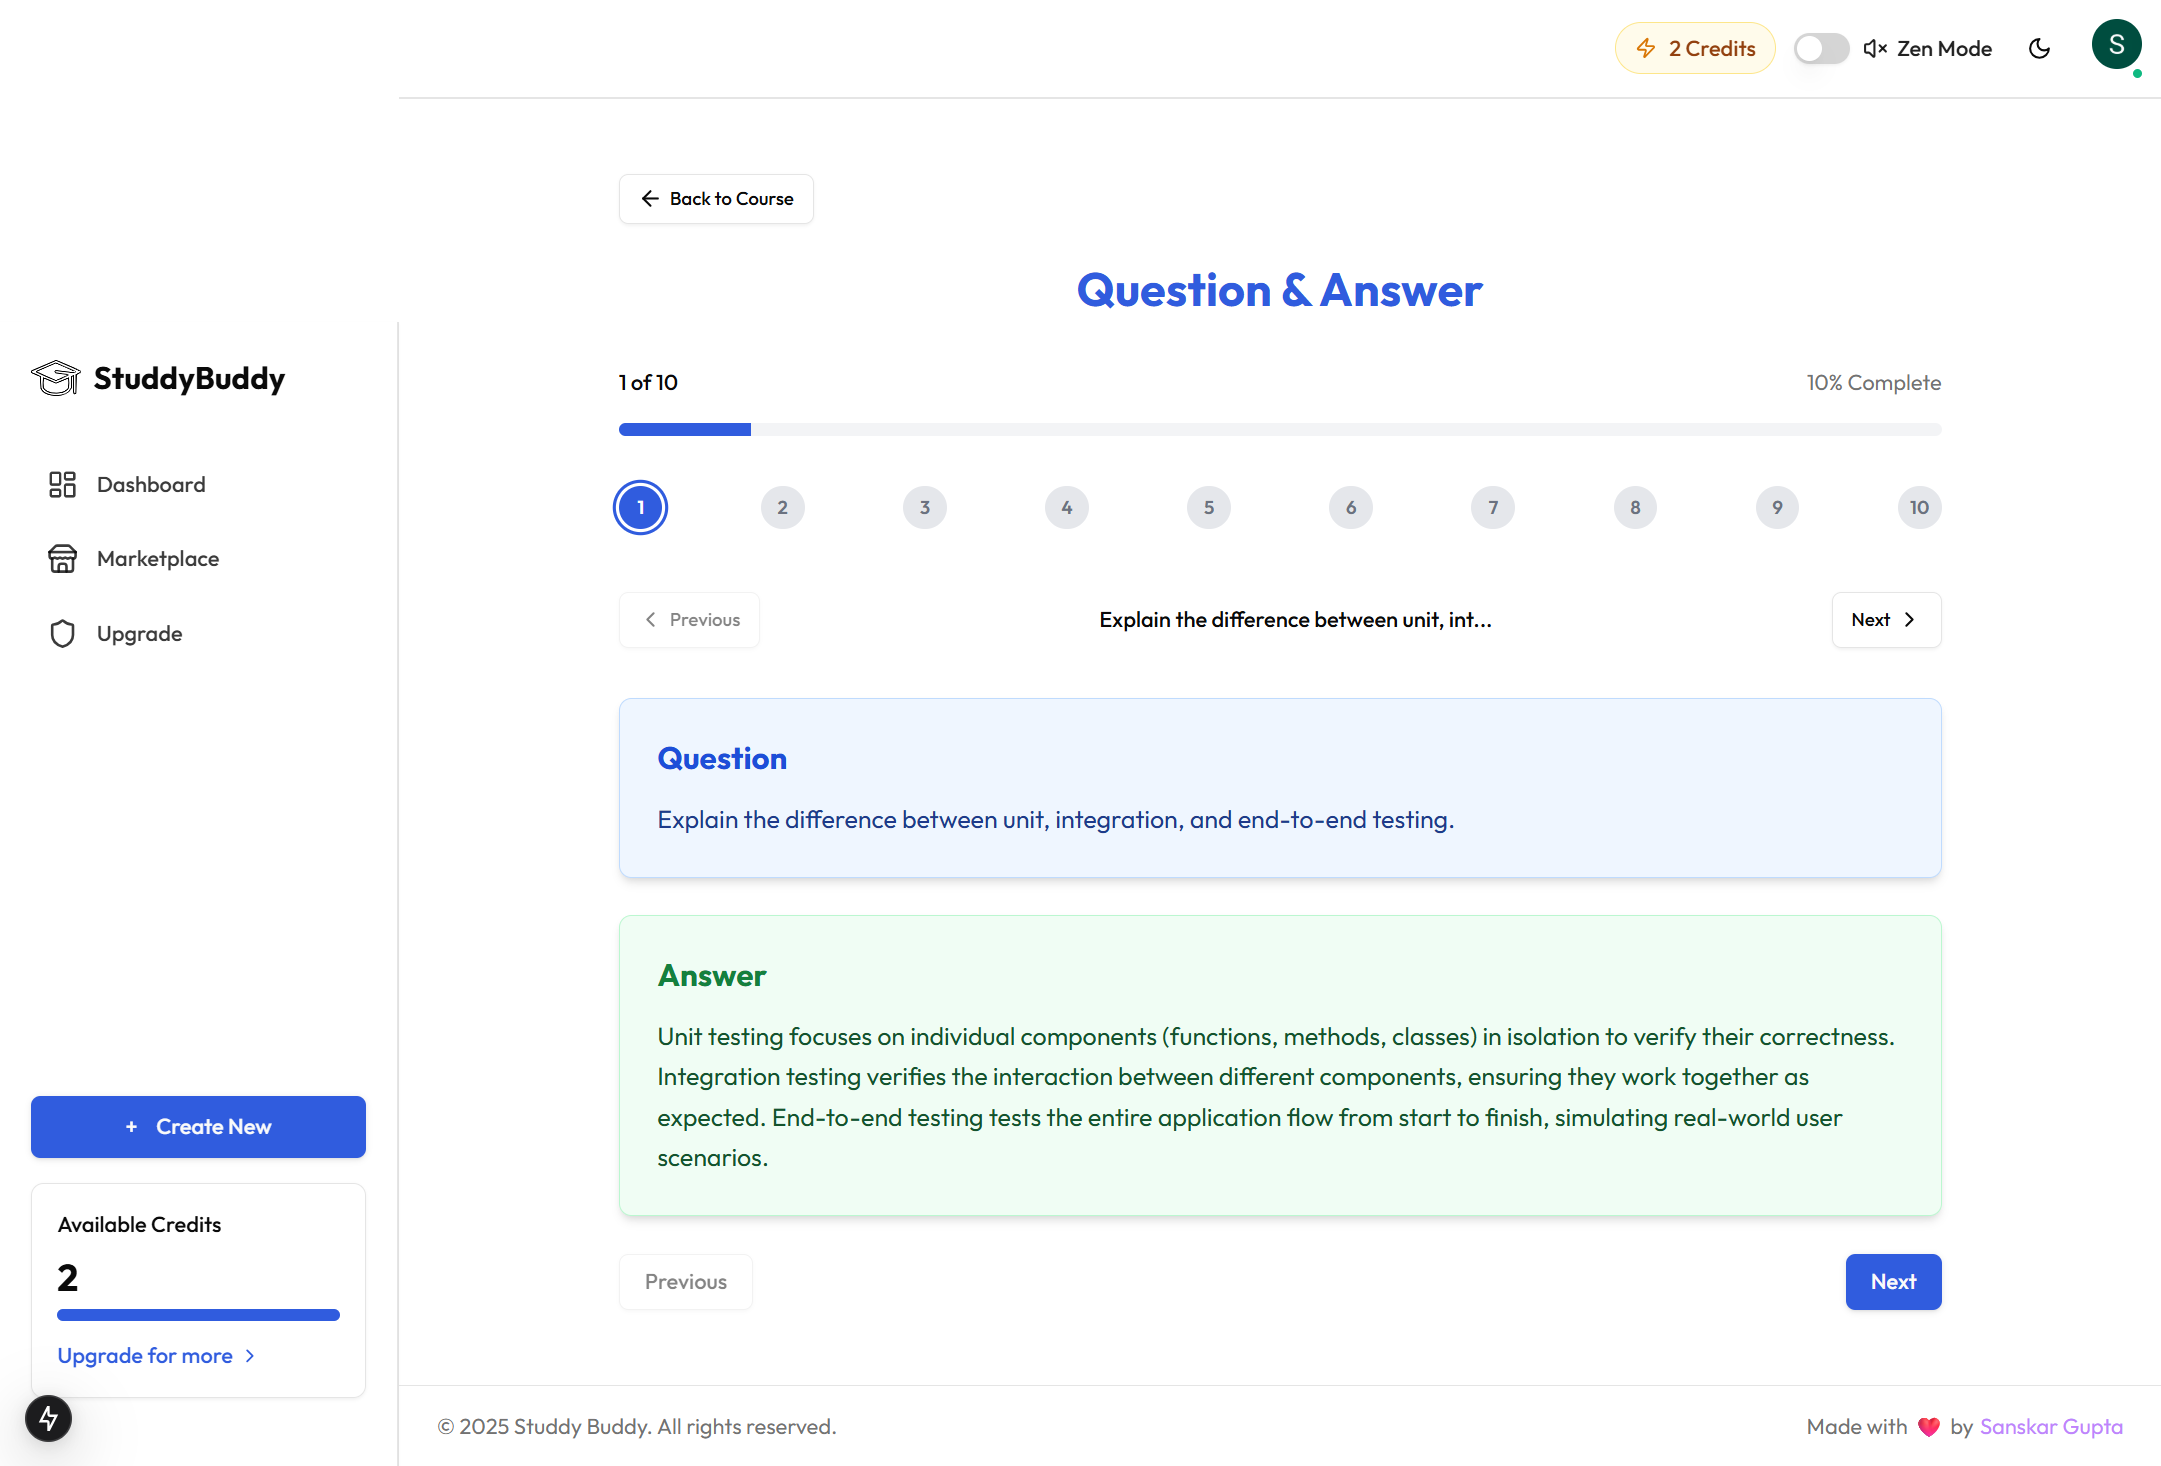 2 Credits
Zen Mode
S
Back to Course
Question & Answer
StuddyBuddy
Dashboard
Marketplace
Upgrade
1 of 10
10% Complete
1 2 3 4 5 6 7 8 9 10
Previous
Explain the difference between unit, int...
Next
Question
Explain the difference between unit, integration, and end-to-end testing.
Answer
Unit testing focuses on individual components (functions, methods, classes) in isolation to verify their correctness.
Integration testing verifies the interaction between different components, ensuring they work together as
expected. End-to-end testing tests the entire application flow from start to finish, simulating real-world user
scenarios.
Previous
Next
+ Create New
Available Credits
2
Upgrade for more
© 2025 Studdy Buddy. All rights reserved.
Made with ❤️ by Sanskar Gupta